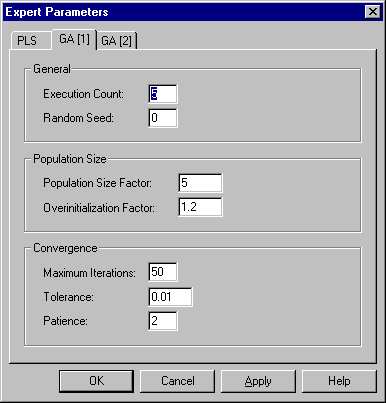 Expert Parameters
PLS GA [1] GA [2]
General
Execution Count: 5
Random Seed: 0
Population Size
Population Size Factor: 5
Overinitialization Factor: 1.2
Convergence
Maximum Iterations: 50
Tolerance: 0.01
Patience: 2
OK Cancel Apply Help